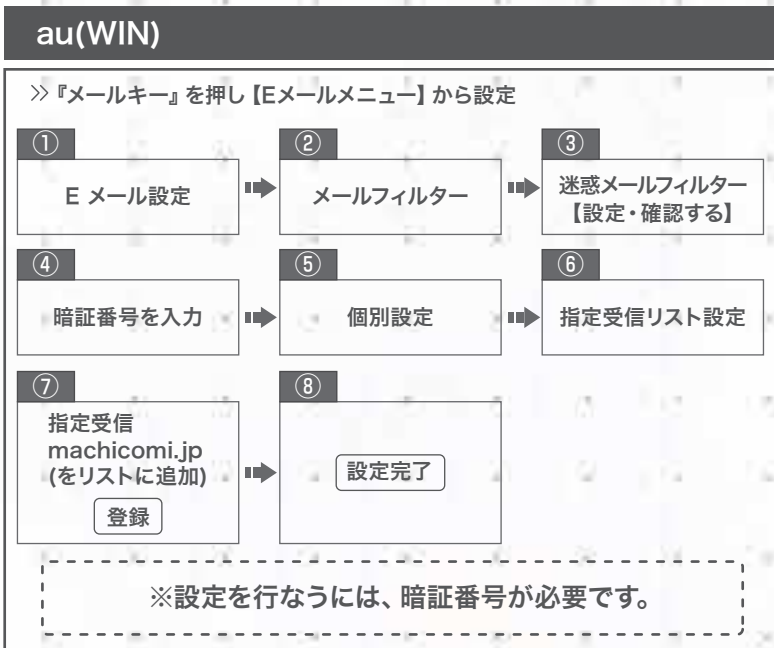 au(WIN)
≫『メールキー』を押し【Eメールメニュー】から設定
①
E メール設定
②
メールフィルター
③
迷惑メールフィルター
【設定・確認する】
④
暗証番号を入力
⑤
個別設定
⑥
指定受信リスト設定
⑦
指定受信
machicomi.jp
(をリストに追加)
登録
⑧
設定完了
※設定を行なうには、暗証番号が必要です。